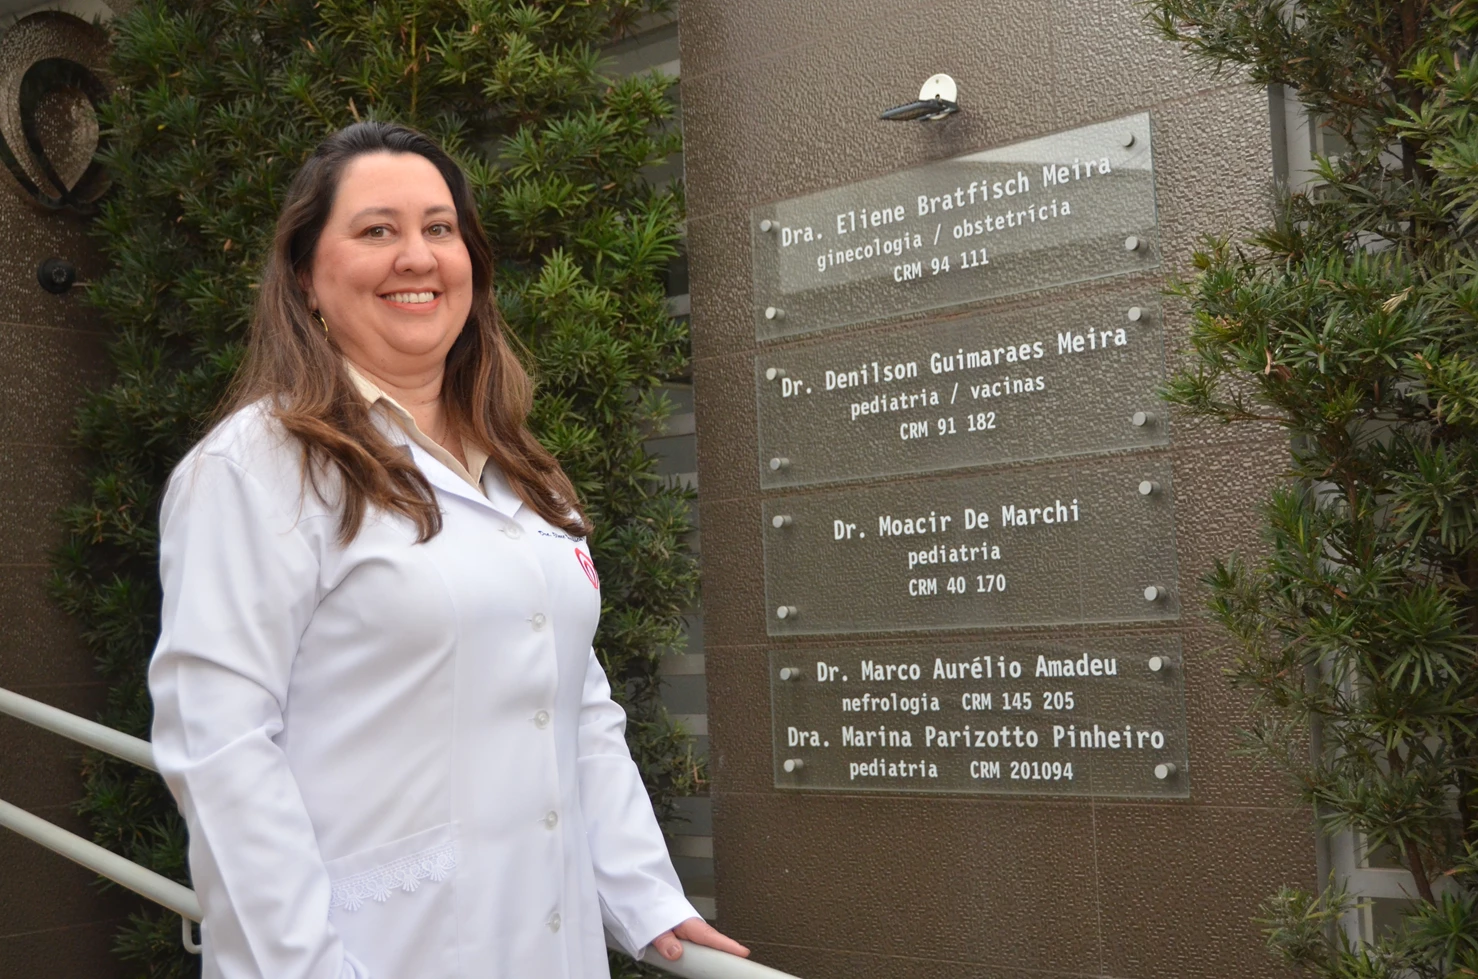 Dra. Eliene Bratfisch Meira
ginecologia / obstetrícia
CRM 94 111
Dr. Denilson Guimaraes Meira
pediatria / vacinas
CRM 91 182
Dr. Moacir De Marchi
pediatria
CRM 40 170
Dr. Marco Aurélio Amadeu
nefrologia CRM 145 205
Dra. Marina Parizotto Pinheiro
pediatria CRM 201094
Dra.